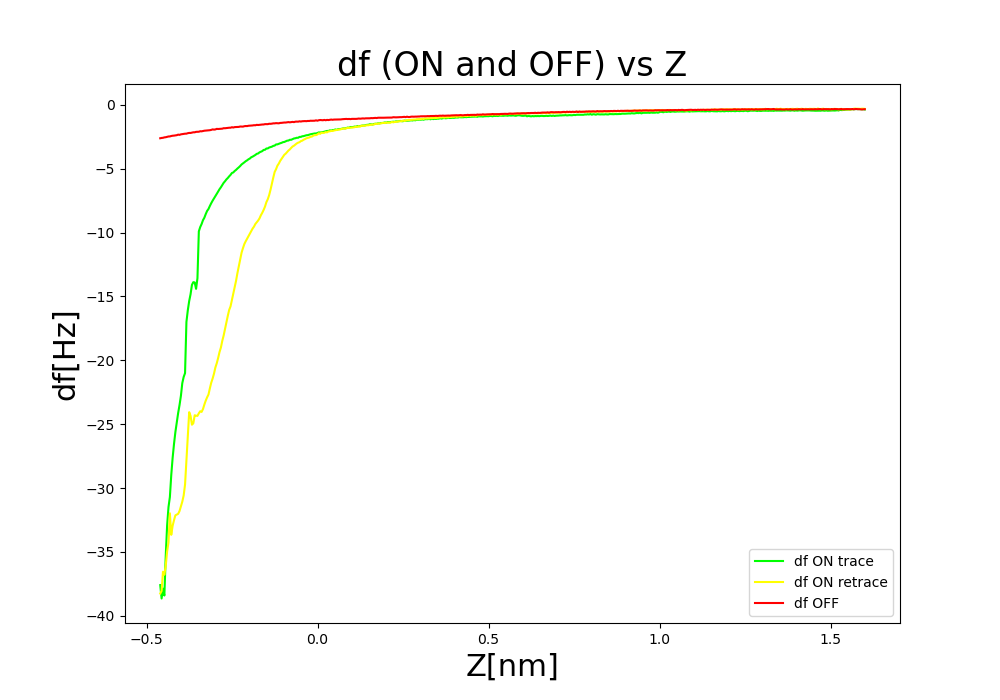 df (ON and OFF) vs Z
df[Hz]
0
−5
−10
−15
−20
−25
−30
−35
−40
df ON trace
df ON retrace
df OFF
−0.5 0.0 0.5 1.0 1.5
Z[nm]